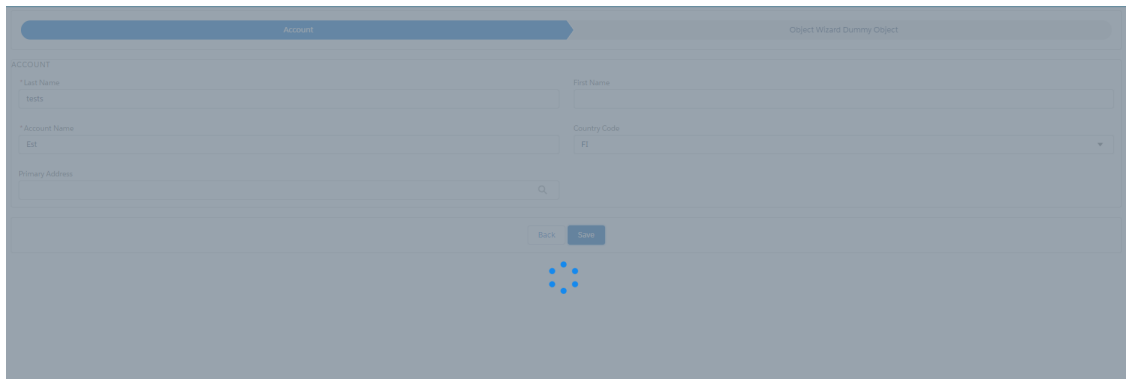 Account
Object Wizard Dummy Object
ACCOUNT
* Last Name
First Name
tests
* Account Name
Country Code
Est
FI
Primary Address
Back
Save